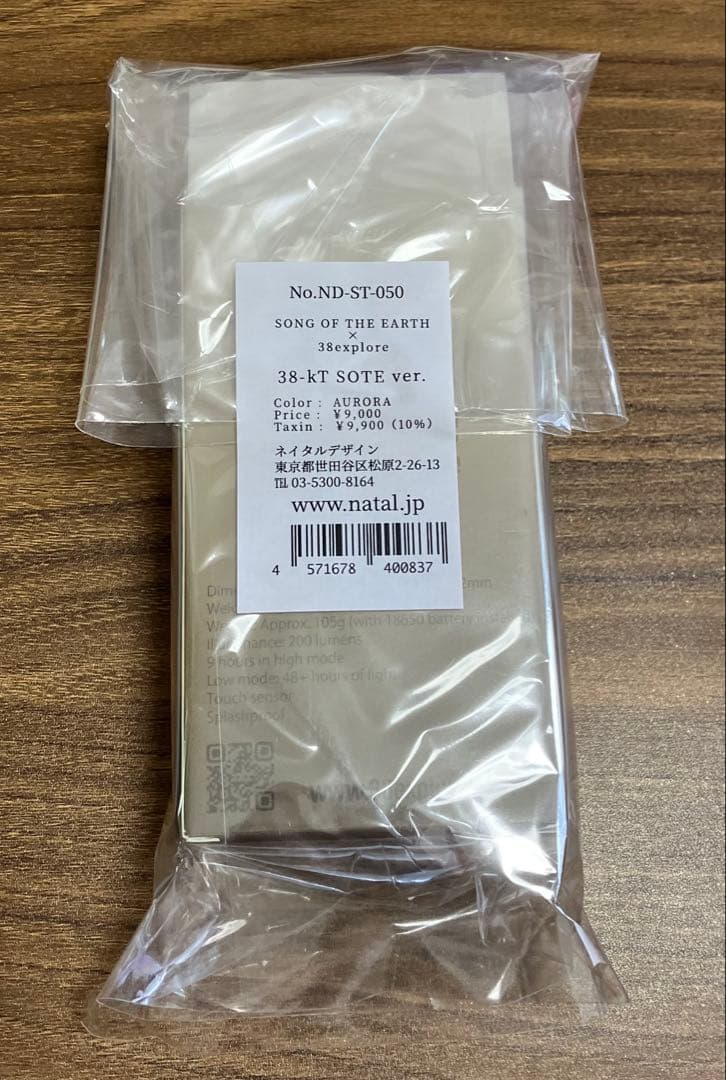 No.ND-ST-050
SONG OF THE EARTH
×
38explore
38-kT SOTE ver.
Color : AURORA
Price : ¥9,000
Taxin : ¥9,900 (10%)
ネイタルデザイン
東京都世田谷区松原2-26-13
℡ 03-5300-8164
www.natal.jp
4 571678 400837
2mm
Approx. 105g (with 18650 battery
200 lumens
9 hours in high mode
Low mode: 48+ hours of light
Touch sensor
Splashproof